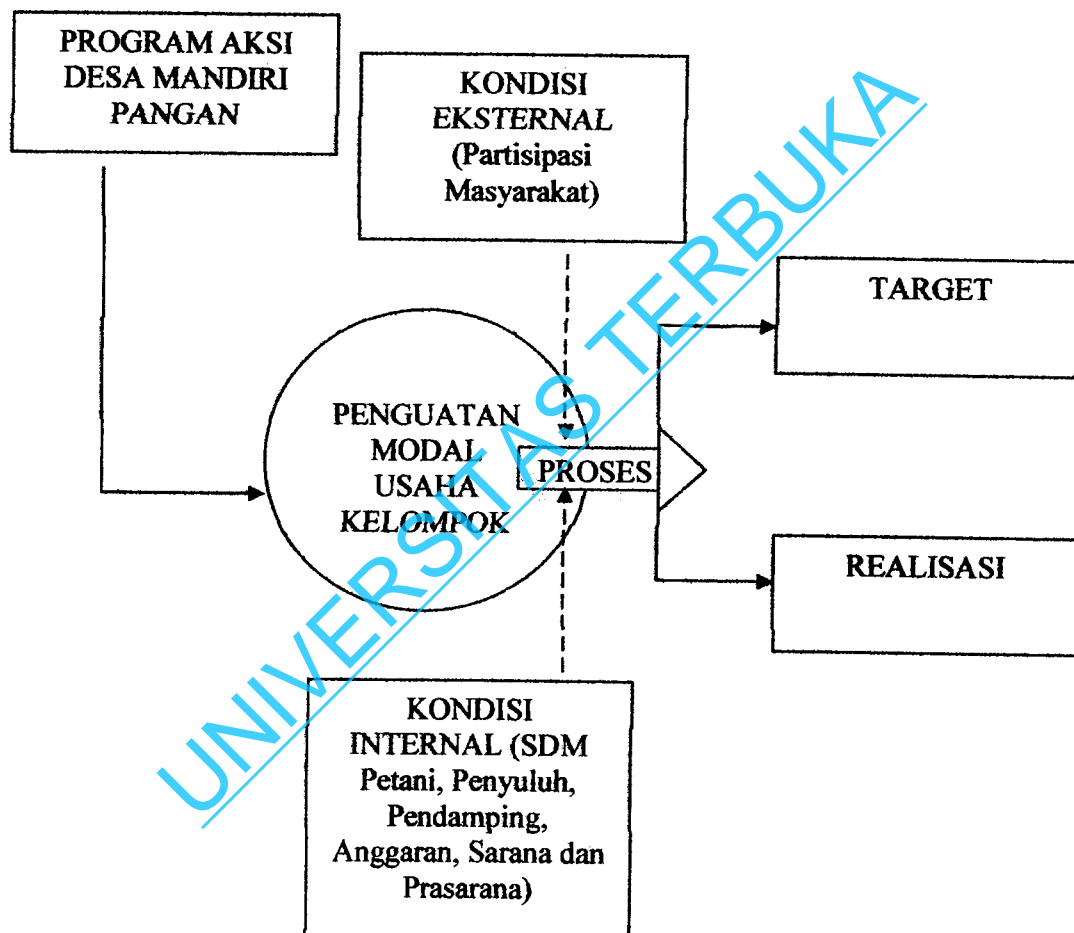 PROGRAM AKSI
DESA MANDIRI
PANGAN
KONDISI
EKSTERNAL
(Partisipasi
Masyarakat)
TARGET
PENGUATAN
MODAL
USAHA
KELOMPOK
PROSES
REALISASI
KONDISI
INTERNAL (SDM
Petani, Penyuluh,
Pendamping,
Anggaran, Sarana dan
Prasarana)
UNIVERSITAS TERBUKA